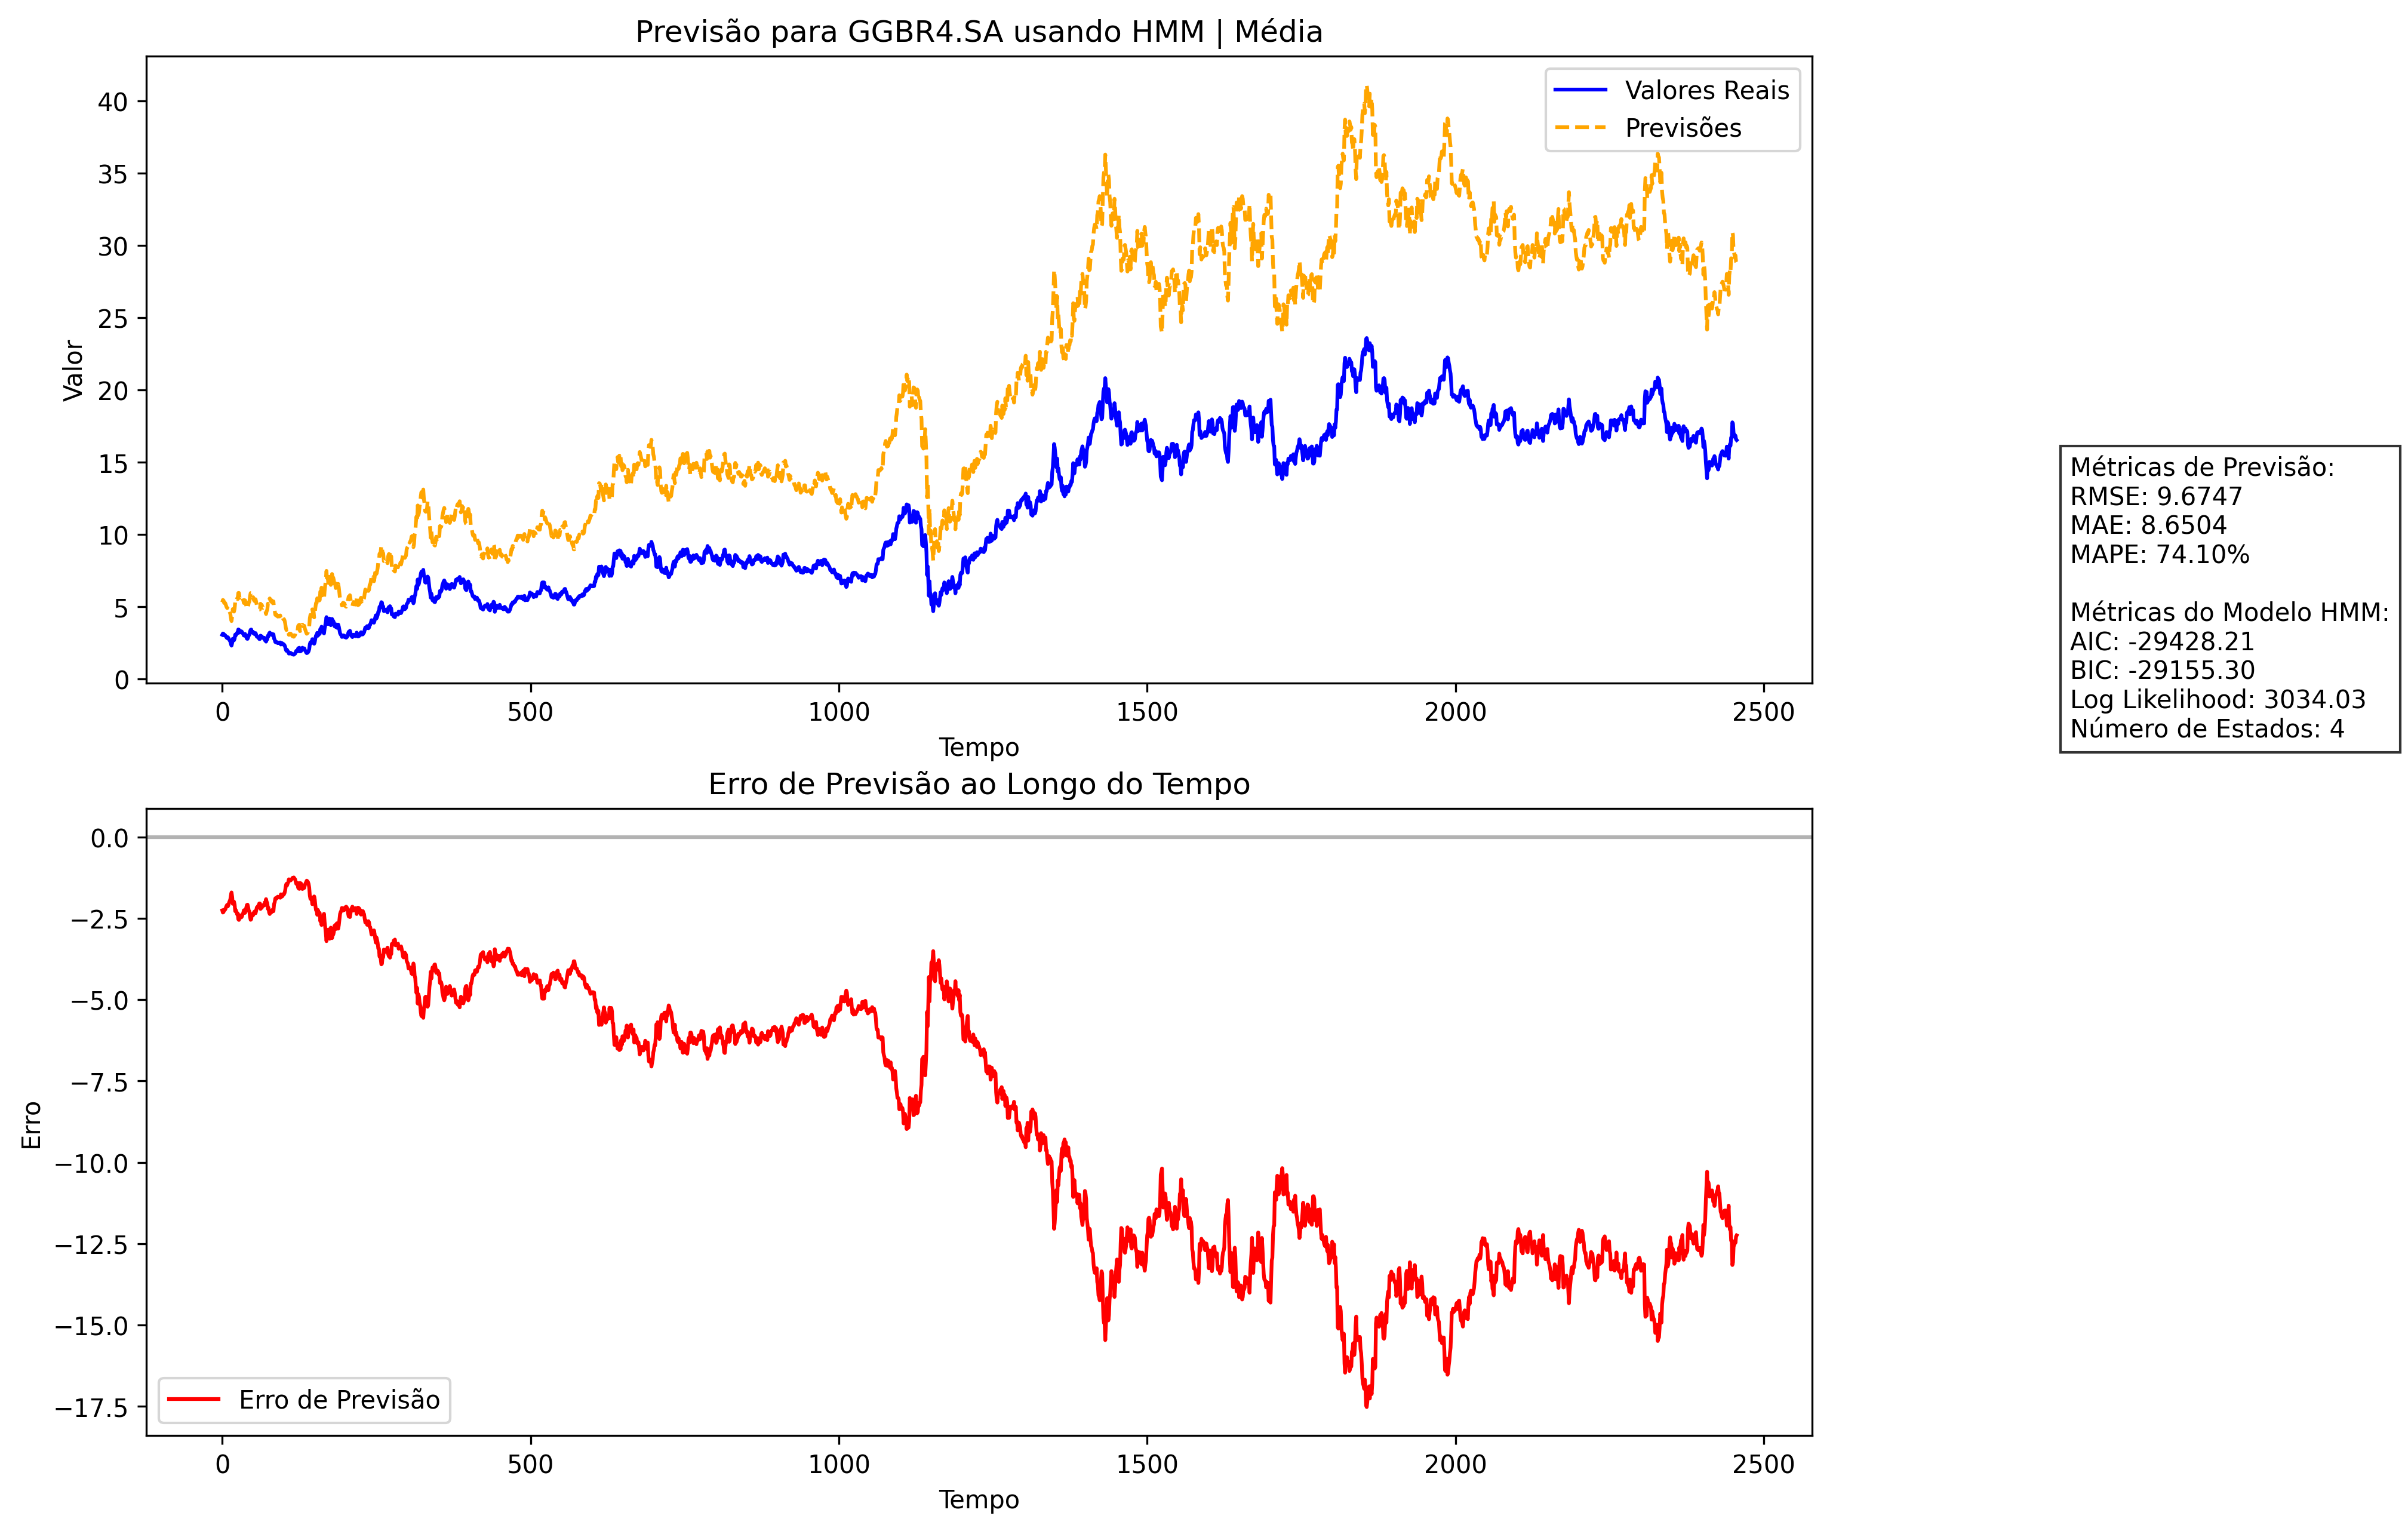 Previsão para GGBR4.SA usando HMM | Média
Valores Reais
Previsões
Valor
40
35
30
25
20
15
10
5
0
0 500 1000 1500 2000 2500
Tempo
Métricas de Previsão:
RMSE: 9.6747
MAE: 8.6504
MAPE: 74.10%
Métricas do Modelo HMM:
AIC: -29428.21
BIC: -29155.30
Log Likelihood: 3034.03
Número de Estados: 4
Erro de Previsão ao Longo do Tempo
Erro
0.0
−2.5
−5.0
−7.5
−10.0
−12.5
−15.0
−17.5
Erro de Previsão
0 500 1000 1500 2000 2500
Tempo